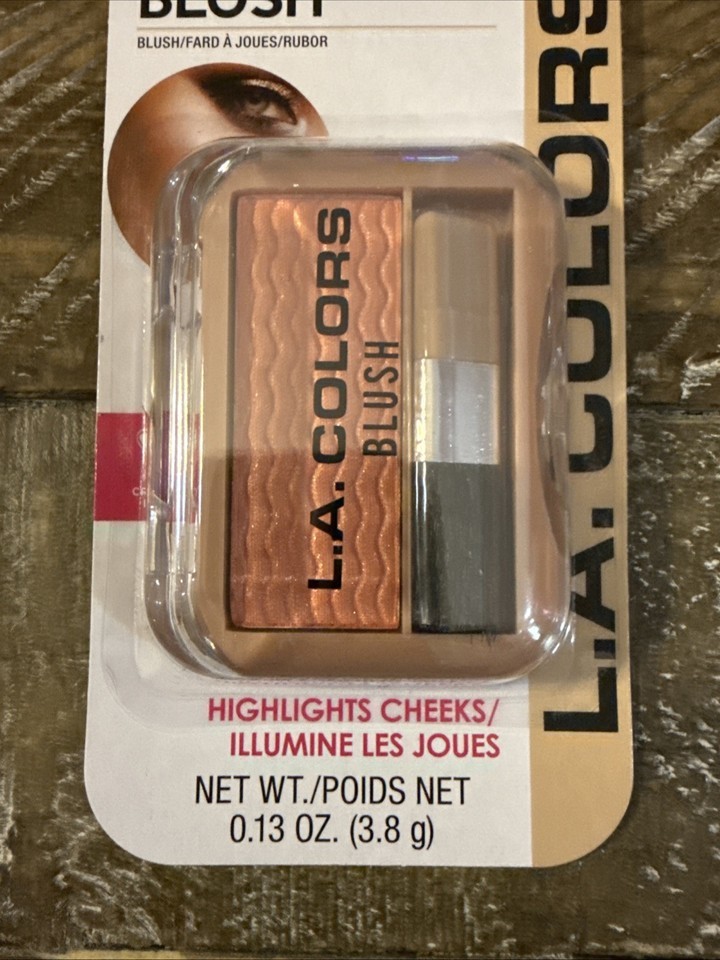 BLUSH
BLUSH/FARD À JOUES/RUBOR
L.A. COLORS
BLUSH
L.A. COLORS
HIGHLIGHTS CHEEKS/
ILLUMINE LES JOUES
NET WT./POIDS NET
0.13 OZ. (3.8 g)